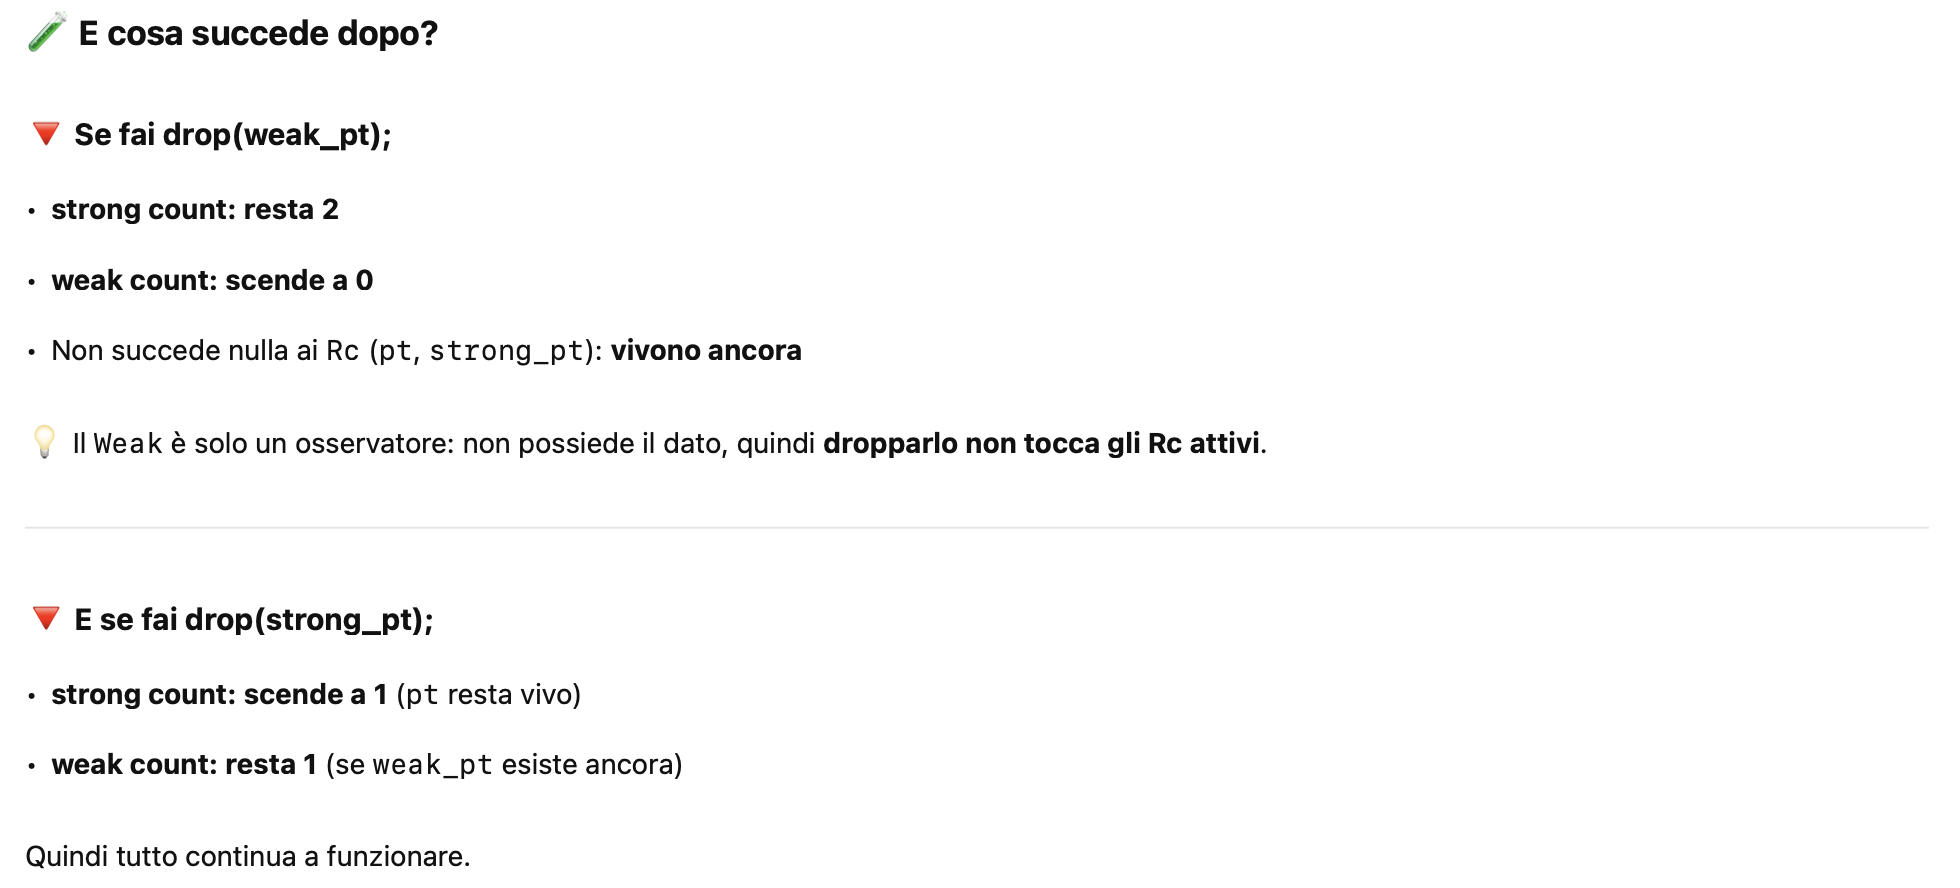 🧪 E cosa succede dopo?
🔻 Se fai drop(weak_pt);
• strong count: resta 2
• weak count: scende a 0
• Non succede nulla ai Rc (pt, strong_pt): vivono ancora
💡 Il Weak è solo un osservatore: non possiede il dato, quindi dropparlo non tocca gli Rc attivi.
🔻 E se fai drop(strong_pt);
• strong count: scende a 1 (pt resta vivo)
• weak count: resta 1 (se weak_pt esiste ancora)
Quindi tutto continua a funzionare.